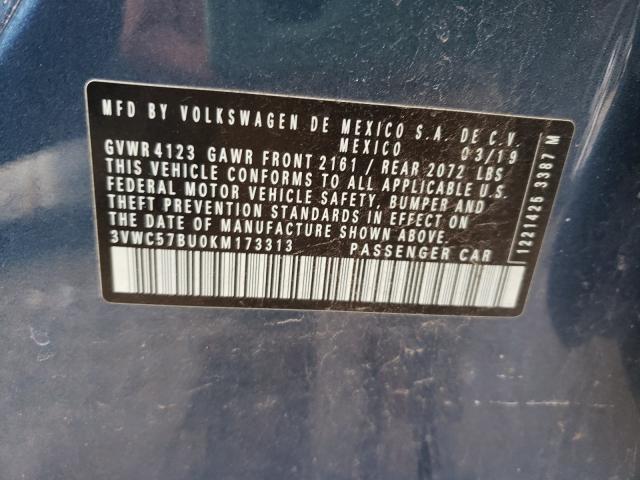 MFD BY VOLKSWAGEN DE MEXICO S.A. DE C.V.
MEXICO 03/19
GVWR 4123 GAWR FRONT 2161 / REAR 2072 LBS
THIS VEHICLE CONFORMS TO ALL APPLICABLE U.S.
FEDERAL MOTOR VEHICLE SAFETY, BUMPER AND
THEFT PREVENTION STANDARDS IN EFFECT ON
THE DATE OF MANUFACTURE SHOWN ABOVE.
3VWC57BU0KM173313 PASSENGER CAR
1221425 3387 M